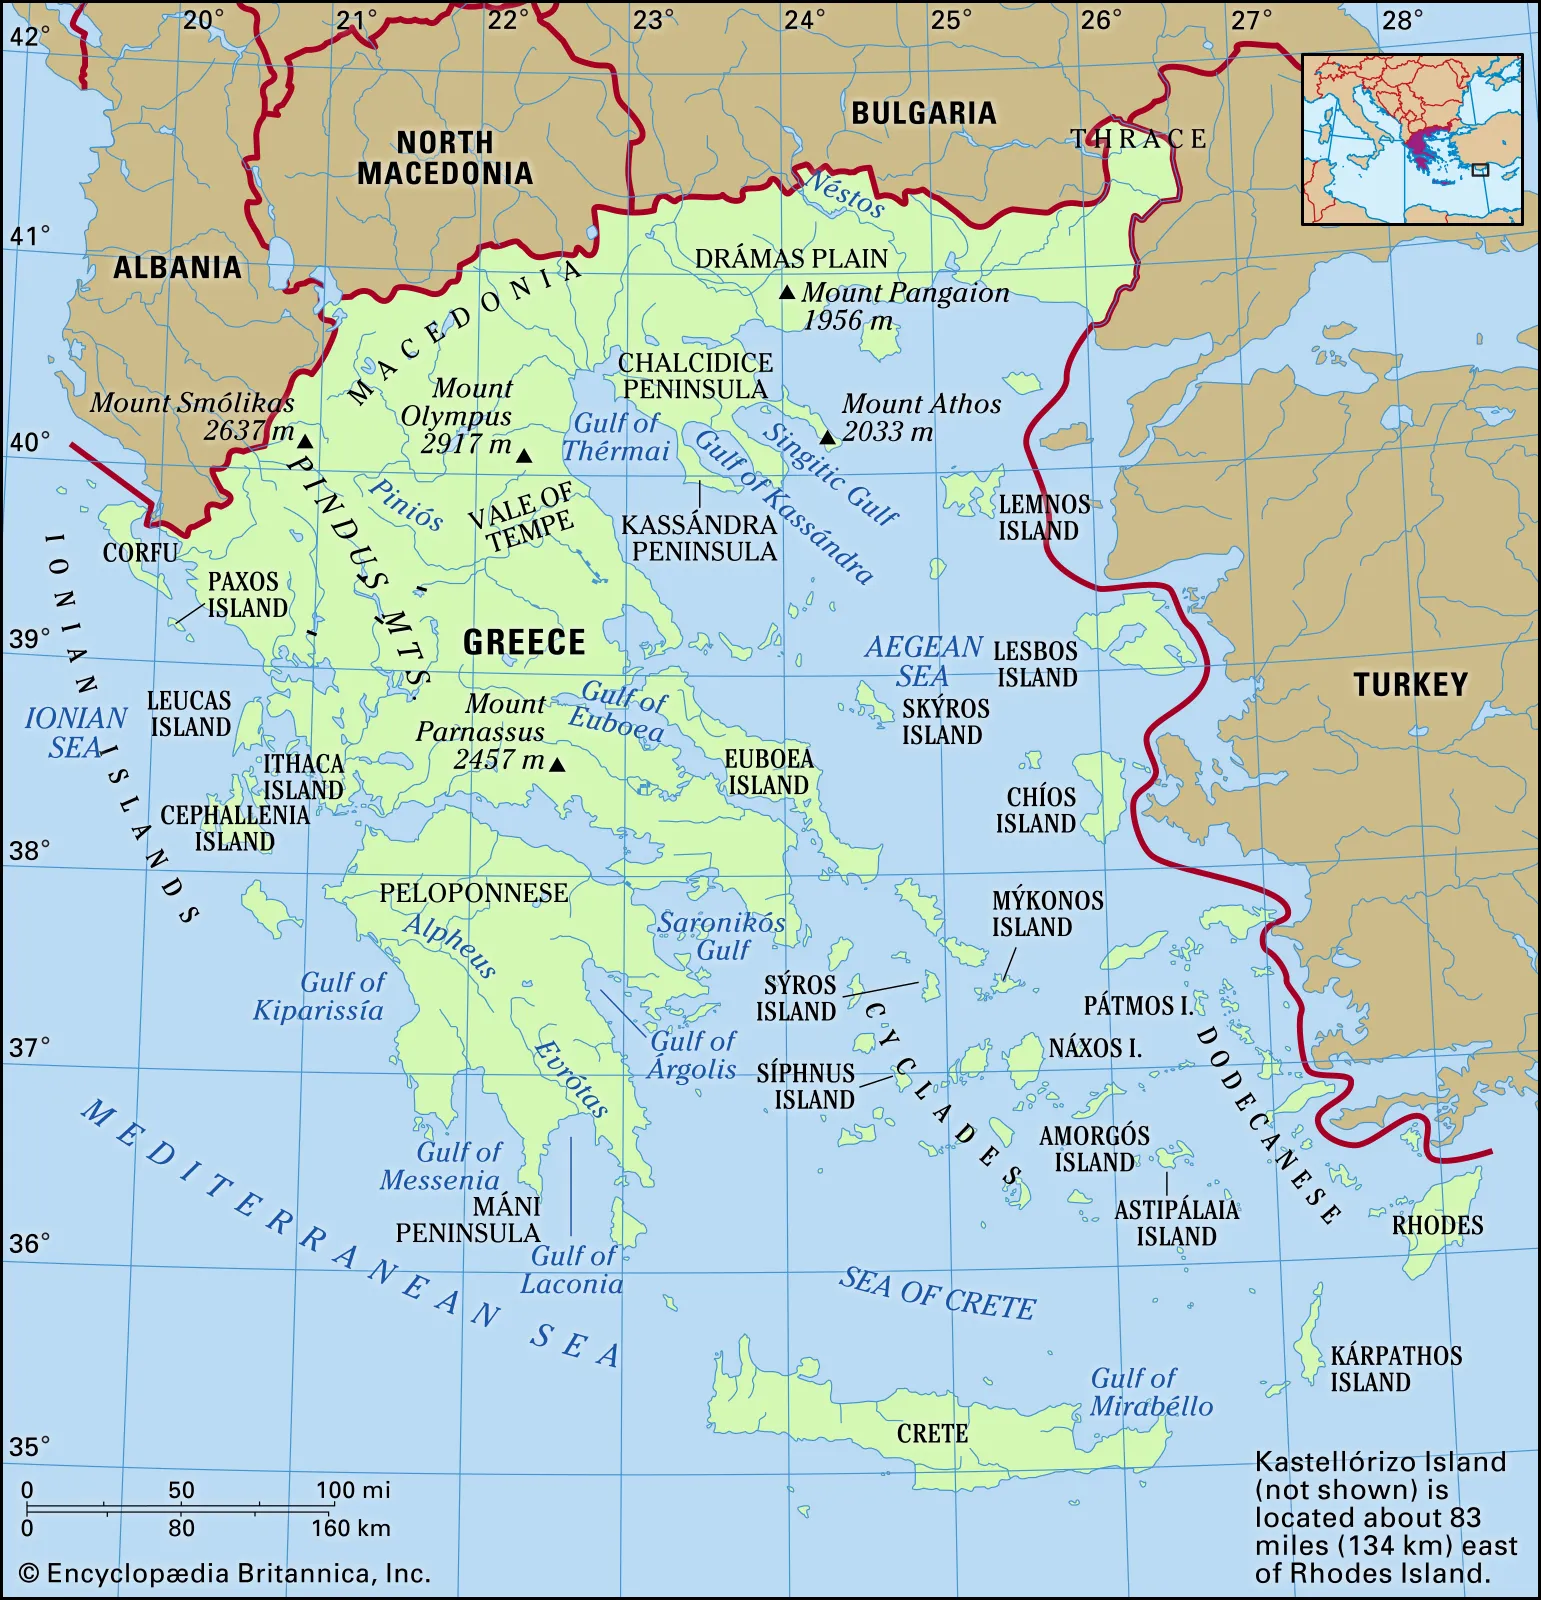 20° 21° 22° 23° 24° 25° 26° 27° 28°
42°
41°
40°
39°
38°
37°
36°
35°
BULGARIA
THRACE
NORTH
MACEDONIA
ALBANIA
Néstos
DRÁMAS PLAIN
Mount Pangaion
1956 m
MACEDONIA
CHALCIDICE
PENINSULA
Mount Smólikas
2637 m
Mount
Olympus
2917 m
Gulf of
Thérmai
Mount Athos
2033 m
Singitic Gulf
Gulf of Kassándra
PINDUS MTS.
Piniós
VALE OF
TEMPE
KASSÁNDRA
PENINSULA
LEMNOS
ISLAND
CORFU
PAXOS
ISLAND
IONIAN ISLANDS
GREECE
AEGEAN
SEA
LESBOS
ISLAND
TURKEY
IONIAN
SEA
LEUCAS
ISLAND
Mount
Parnassus
2457 m
Gulf of
Euboea
SKÝROS
ISLAND
ITHACA
ISLAND
EUBOEA
ISLAND
CEPHALLENIA
ISLAND
CHÍOS
ISLAND
PELOPONNESE
Alpheus
Saronikós
Gulf
MÝKONOS
ISLAND
Gulf of
Kiparissía
SÝROS
ISLAND
PÁTMOS I.
Gulf of
Árgolis
NÁXOS I.
Evrótas
SÍPHNUS
ISLAND
CYCLADES
DODECANESE
MEDITERRANEAN SEA
Gulf of
Messenia
AMORGÓS
ISLAND
MÁNI
PENINSULA
ASTIPÁLAIA
ISLAND
RHODES
Gulf of
Laconia
SEA OF CRETE
KÁRPATHOS
ISLAND
Gulf of
Mirabéllo
CRETE
0 50 100 mi
0 80 160 km
© Encyclopædia Britannica, Inc.
Kastellórizo Island
(not shown) is
located about 83
miles (134 km) east
of Rhodes Island.